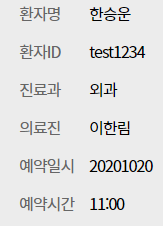 환자명 한승운
환자ID test1234
진료과 외과
의료진 이한림
예약일시 20201020
예약시간 11:00